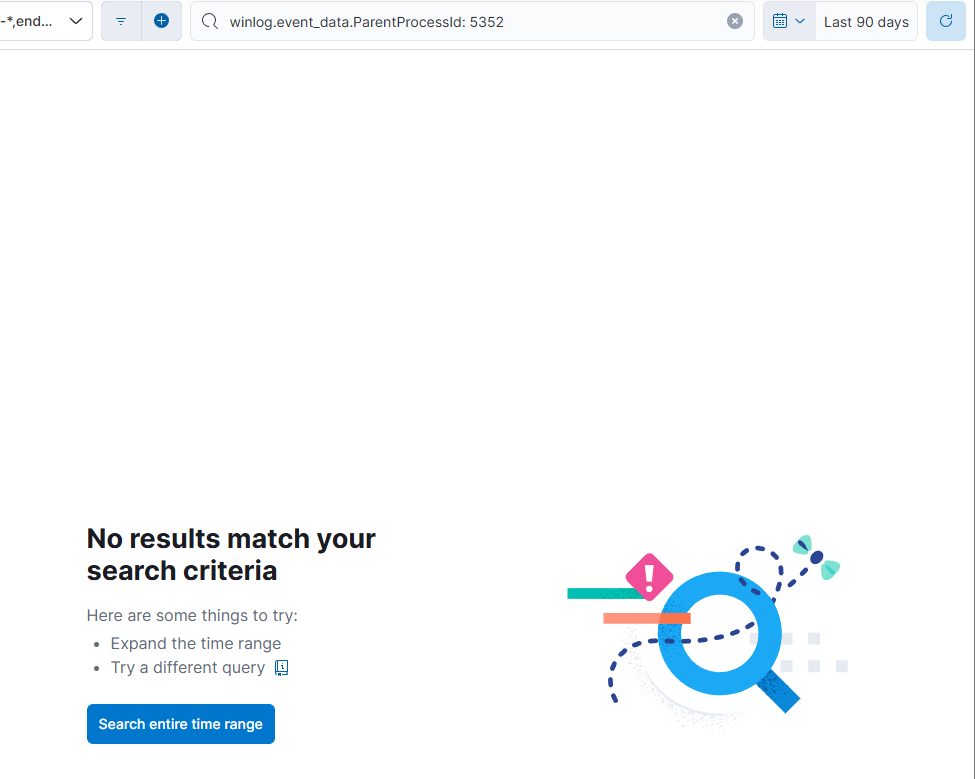 -*,end...
winlog.event_data.ParentProcessId: 5352
Last 90 days
No results match your
search criteria
Here are some things to try:
Expand the time range
Try a different query
Search entire time range